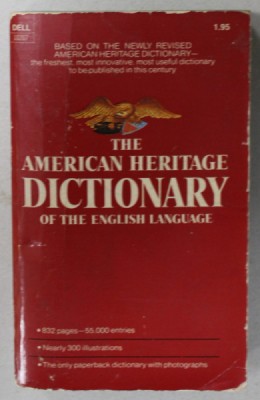 DELL
1.95
BASED ON THE NEWLY REVISED
AMERICAN HERITAGE DICTIONARY—
the freshest, most innovative, most useful dictionary
to be published in this century
THE
AMERICAN HERITAGE
DICTIONARY
OF THE ENGLISH LANGUAGE
• 832 pages—55,000 entries
• Nearly 300 illustrations
• The only paperback dictionary with photographs